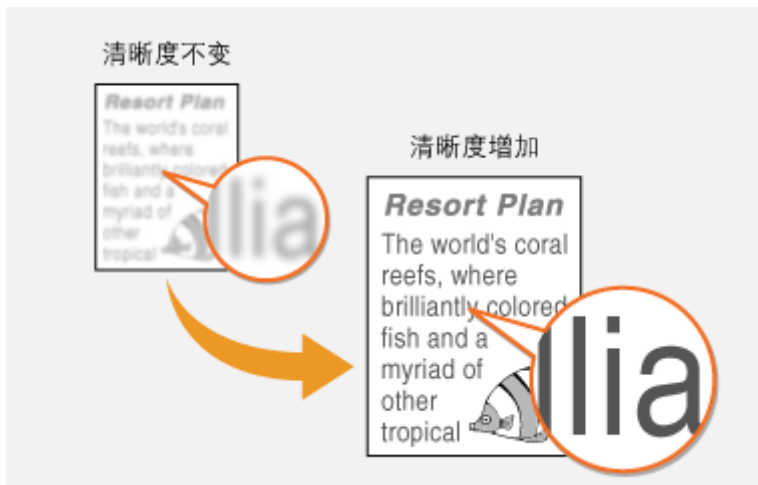 清晰度不变
Resort Plan
The world's coral
reefs, where
brilliantly colored
fish and a
myriad of
other
tropical
lia
清晰度增加
Resort Plan
The world's coral
reefs, where
brilliantly colored
fish and a
myriad of
other
tropical
llia